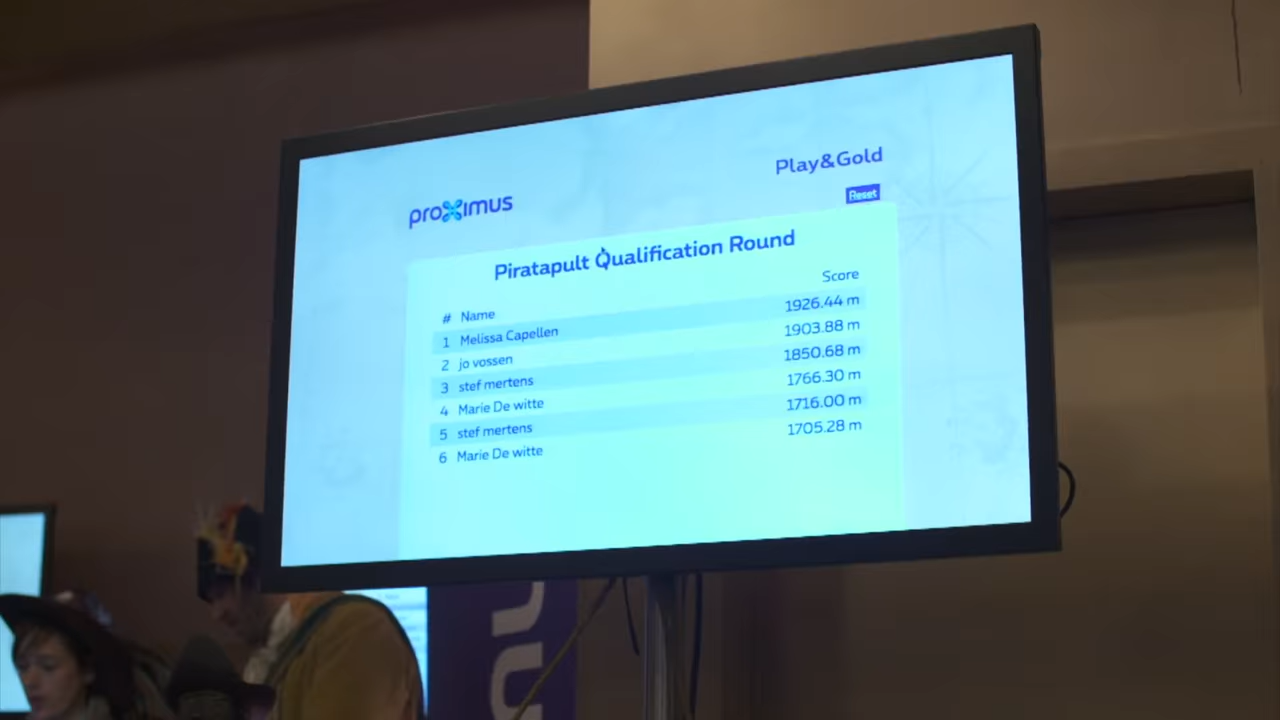 Play&Gold
proximus
Reset
Piratapult Qualification Round
# Name Score
1 Melissa Capellen 1926.44 m
2 jo vossen 1903.88 m
3 stef mertens 1850.68 m
4 Marie De witte 1766.30 m
5 stef mertens 1716.00 m
6 Marie De witte 1705.28 m